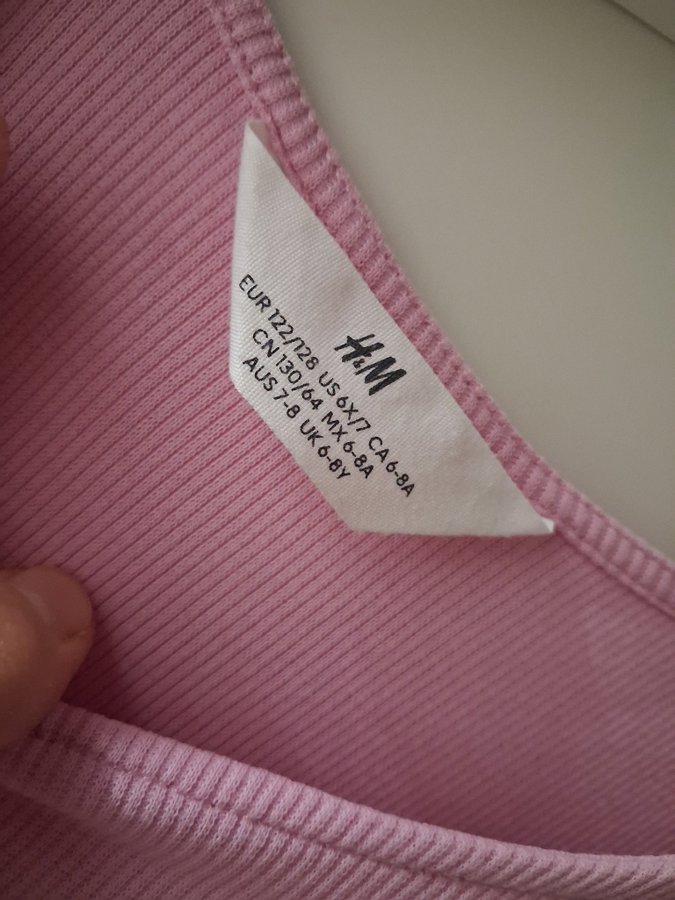 H&M
EUR 122/128 US 6X/7 CA 6-8A
CN 130/64 MX 6-8A
AUS 7-8 UK 6-8Y